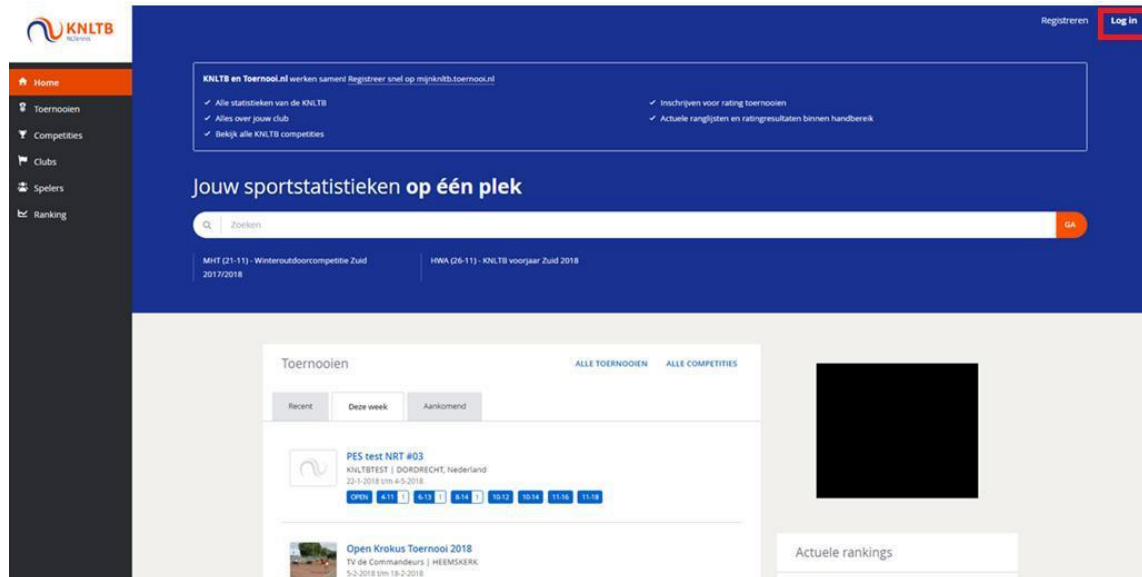 KNLTB
NLTennis
Registreren
Log in
Home
Toernooien
Competities
Clubs
Spelers
Ranking
KNLTB en Toernooi.nl werken samen! Registreer snel op mijnknltb.toernooi.nl
✓ Alle statistieken van de KNLTB
✓ Alles over jouw club
✓ Bekijk alle KNLTB competities
✓ Inschrijven voor rating toernooien
✓ Actuele ranglijsten en ratingresultaten binnen handbereik
Jouw sportstatistieken op één plek
Zoeken
GA
MHT (21-11) - Winteroutdoorcompetitie Zuid
2017/2018
HWA (26-11) - KNLTB voorjaar Zuid 2018
Toernooien
ALLE TOERNOOIEN
ALLE COMPETITIES
Recent
Deze week
Aankomend
PES test NRT #03
KNLTBTEST | DORDRECHT, Nederland
22-1-2018 t/m 4-5-2018
OPEN 4-11 1 6-13 1 8-14 1 10-12 10-14 11-16 11-18
Open Krokus Toernooi 2018
TV de Commandeurs | HEEMSKERK
5-2-2018 t/m 18-2-2018
Actuele rankings